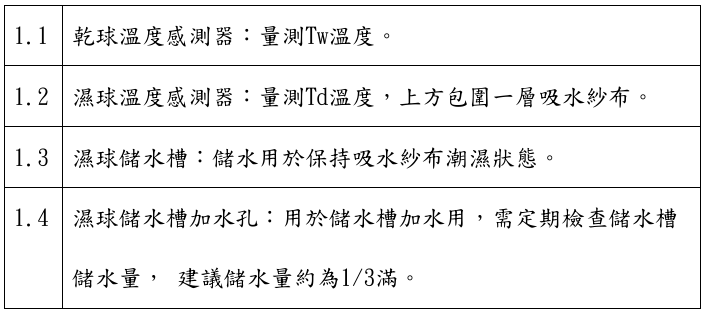 1.1 乾球溫度感測器：量測Tw溫度。
1.2 濕球溫度感測器：量測Td溫度，上方包圍一層吸水紗布。
1.3 濕球儲水槽：儲水用於保持吸水紗布潮濕狀態。
1.4 濕球儲水槽加水孔：用於儲水槽加水用，需定期檢查儲水槽
儲水量， 建議儲水量約為1/3滿。